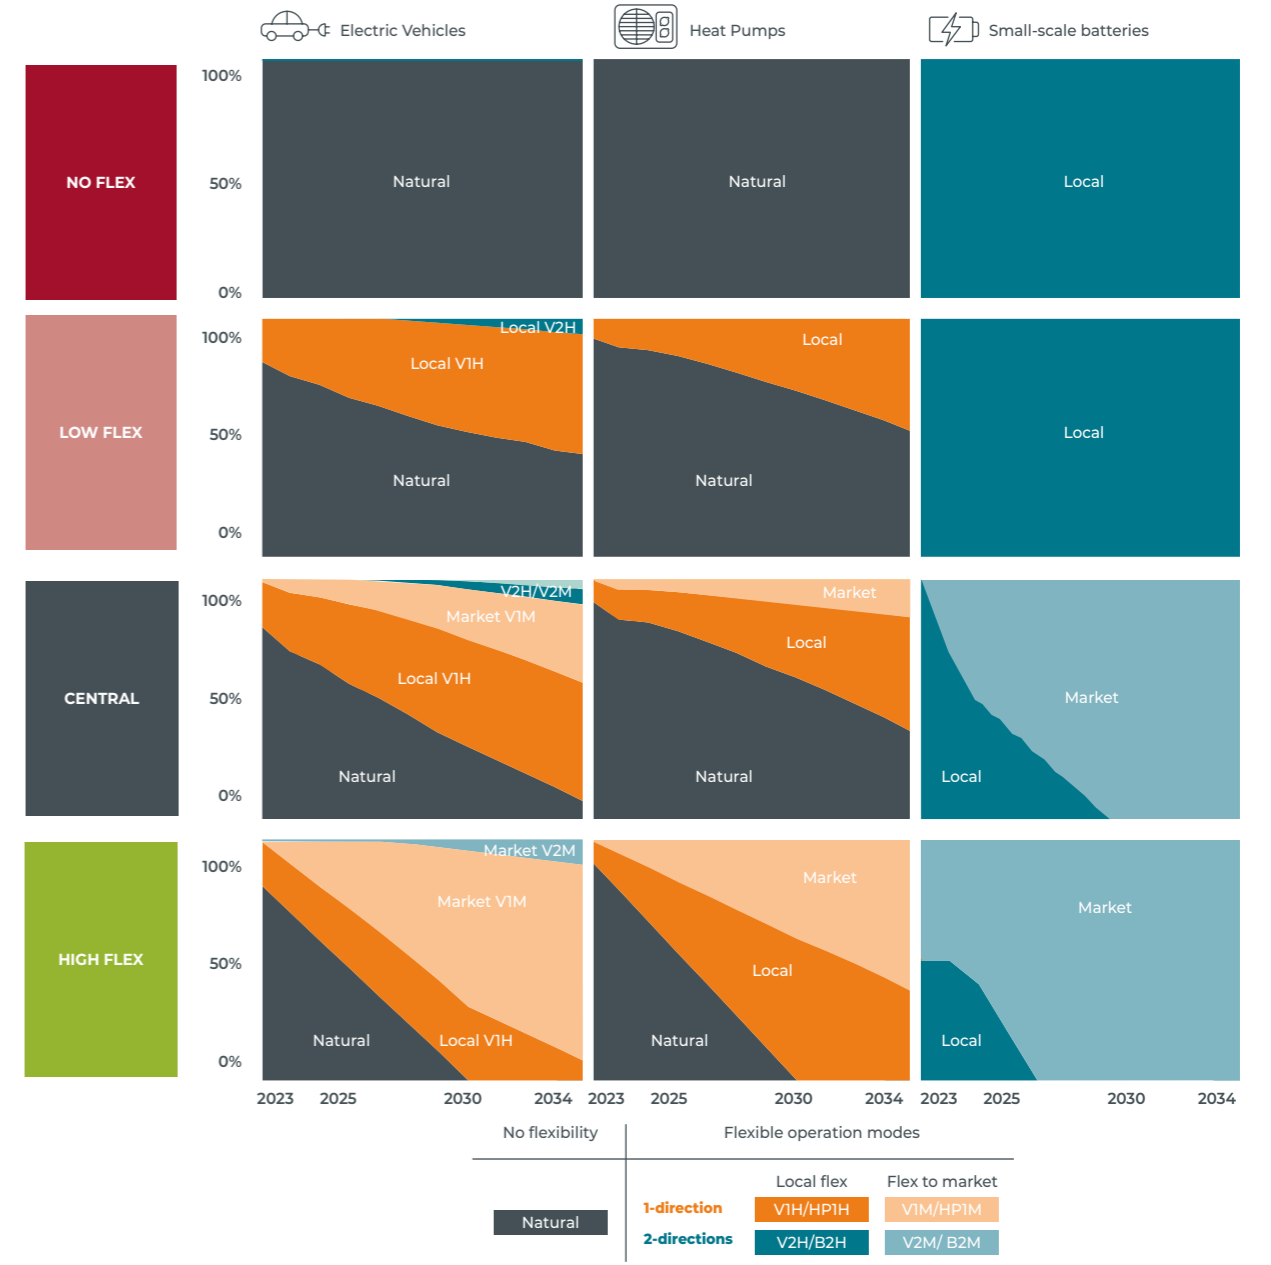 Electric Vehicles
Heat Pumps
Small-scale batteries
NO FLEX
100%
50%
0%
Natural
Natural
Local
LOW FLEX
100%
50%
0%
Local V2H
Local V1H
Natural
Local
Natural
Local
CENTRAL
100%
50%
0%
V2H/V2M
Market V1M
Local V1H
Natural
Market
Local
Natural
Market
Local
HIGH FLEX
100%
50%
0%
Market V2M
Market V1M
Natural
Local V1H
Market
Local
Natural
Market
Local
2023 2025 2030 2034
2023 2025 2030 2034
2023 2025 2030 2034
No flexibility
Flexible operation modes
Local flex
Flex to market
Natural
1-direction
V1H/HP1H
V1M/HP1M
2-directions
V2H/B2H
V2M/ B2M